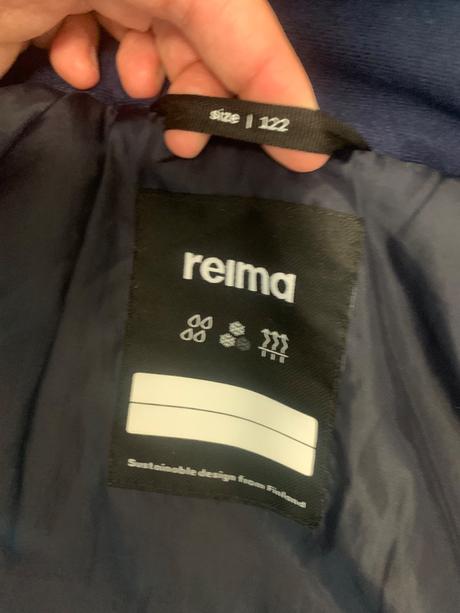 size || 122
reima
Sustainable design from Finland